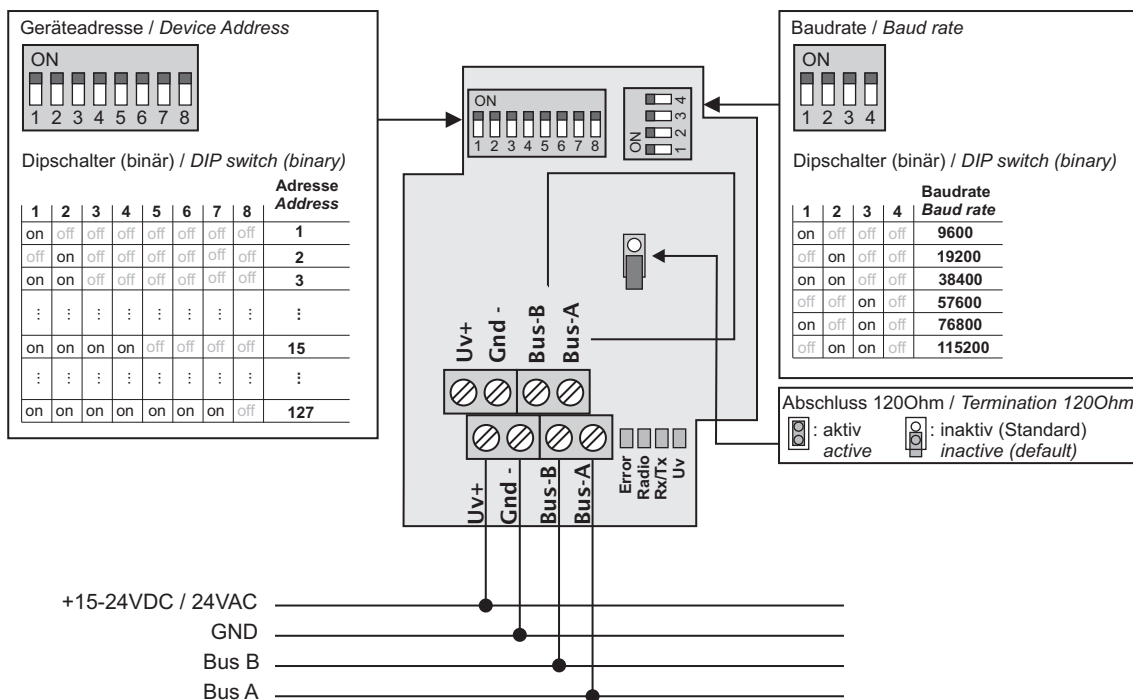 Geräteadresse / Device Address
ON
1 2 3 4 5 6 7 8
Dipschalter (binär) / DIP switch (binary)
Adresse
Address
1 2 3 4 5 6 7 8
on off off off off off off off 1
off on off off off off off off 2
on on off off off off off off 3
⋮ ⋮ ⋮ ⋮ ⋮ ⋮ ⋮ ⋮ ⋮
on on on on off off off off 15
⋮ ⋮ ⋮ ⋮ ⋮ ⋮ ⋮ ⋮ ⋮
on on on on on on on off 127
ON
1 2 3 4 5 6 7 8
ON
1 2 3 4
Uv+
Gnd -
Bus-B
Bus-A
Uv+
Gnd -
Bus-B
Bus-A
Error
Radio
Rx/Tx
Uv
Baudrate / Baud rate
ON
1 2 3 4
Dipschalter (binär) / DIP switch (binary)
Baudrate
Baud rate
1 2 3 4
on off off off 9600
off on off off 19200
on on off off 38400
off off on off 57600
on off on off 76800
off on on off 115200
Abschluss 120Ohm / Termination 120Ohm
: aktiv
active
: inaktiv (Standard)
inactive (default)
+15-24VDC / 24VAC
GND
Bus B
Bus A